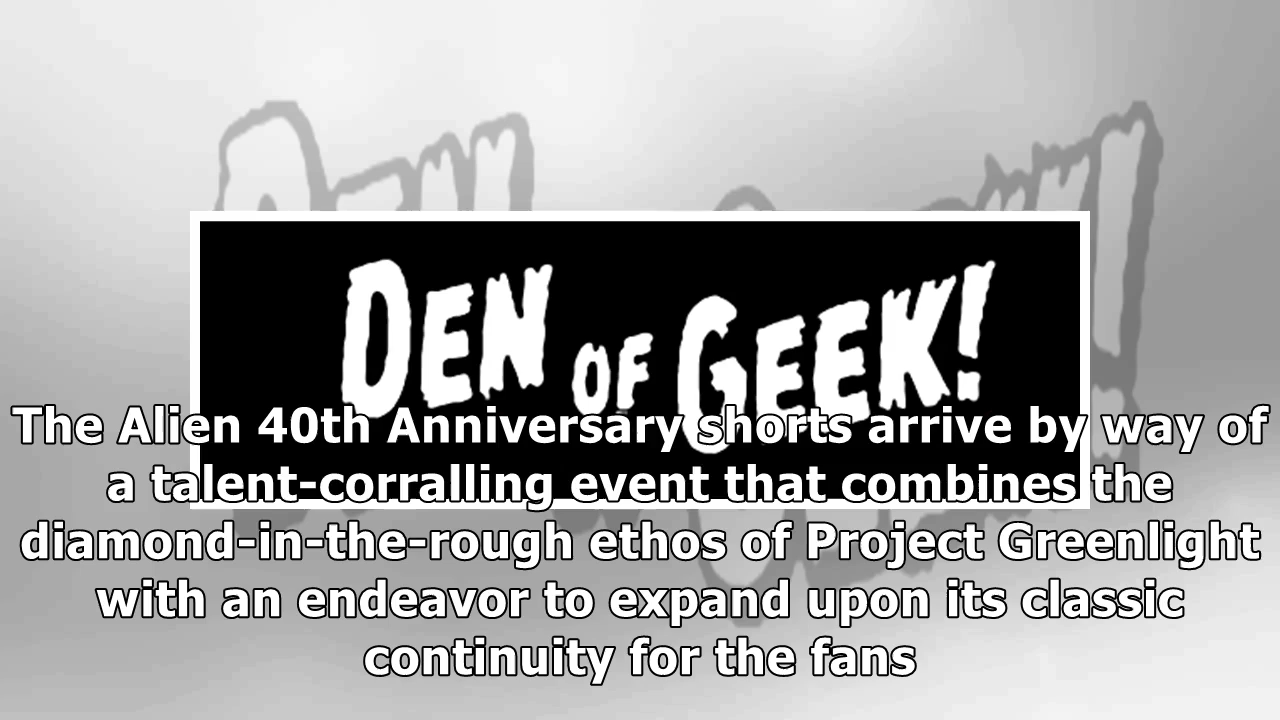 DEN OF GEEK!
The Alien 40th Anniversary shorts arrive by way of
a talent-corralling event that combines the
diamond-in-the-rough ethos of Project Greenlight
with an endeavor to expand upon its classic
continuity for the fans